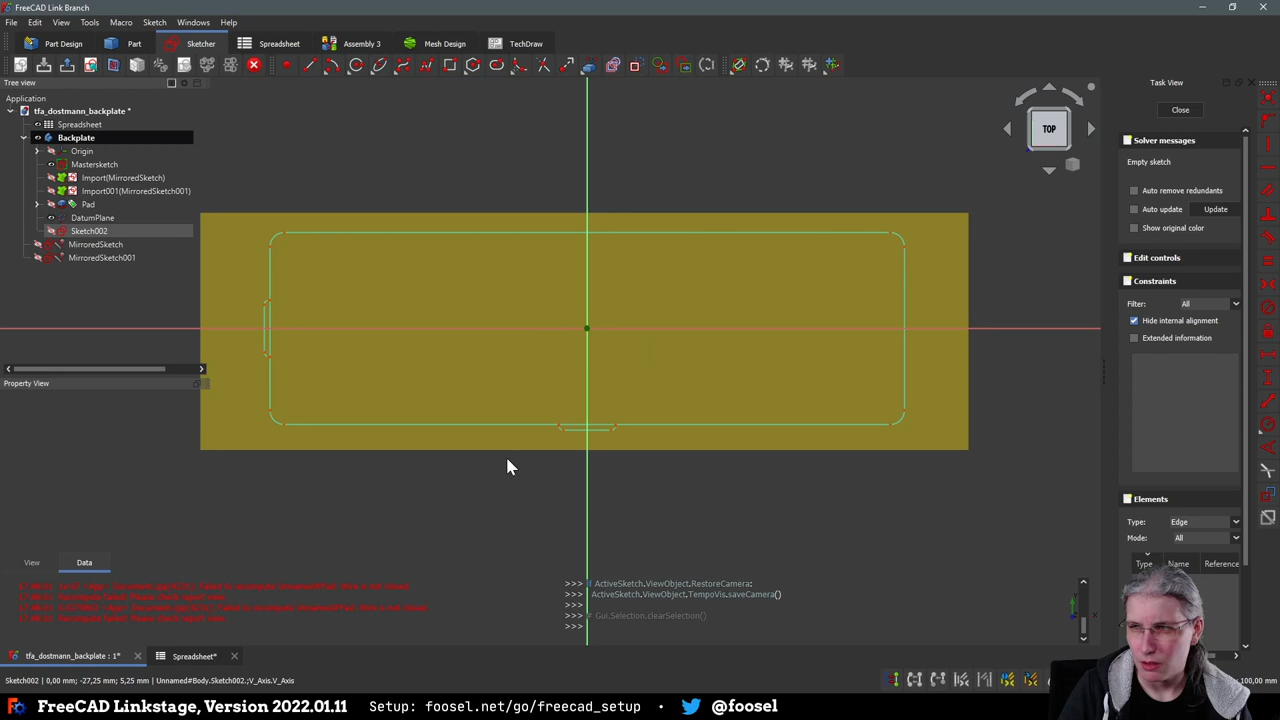 FreeCAD Link Branch
File Edit View Tools Macro Sketch Windows Help
Part Design Part Sketcher Spreadsheet Assembly 3 Mesh Design TechDraw
Tree view
Application
tfa_dostmann_backplate *
Spreadsheet
Backplate
Origin
Mastersketch
Import(MirroredSketch)
Import001(MirroredSketch001)
Pad
DatumPlane
Sketch002
MirroredSketch
MirroredSketch001
Property View
View Data
TOP
Task View
Close
Solver messages
Empty sketch
Auto remove redundants
Auto update Update
Show original color
Edit controls
Constraints
Filter: All
Hide internal alignment
Extended information
Elements
Type: Edge
Mode: All
Type Name Reference
ActiveSketch.ViewObject.RestoreCamera:
>>> ActiveSketch.ViewObject.TempoVis.saveCamera()
>>>
>>> # Gui.Selection.clearSelection()
>>>
tfa_dostmann_backplate : 1* Spreadsheet*
Sketch002 | 0,00 mm; -27,25 mm; 5,25 mm | Unnamed#Body.Sketch002.;V_Axis.V_Axis
FreeCAD Linkstage, Version 2022.01.11 Setup: foosel.net/go/freecad_setup @foosel